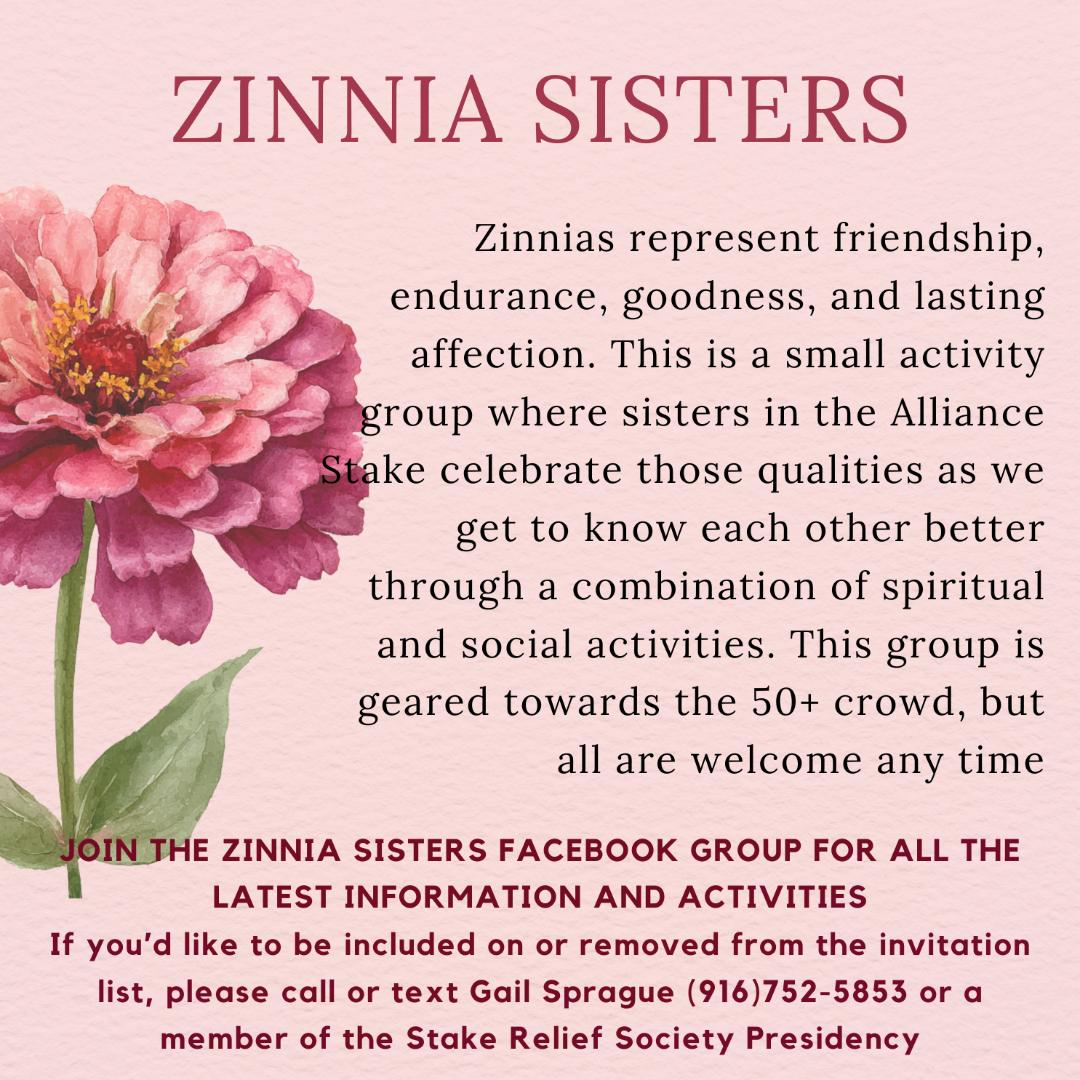 ZINNIA SISTERS
Zinnias represent friendship,
endurance, goodness, and lasting
affection. This is a small activity
group where sisters in the Alliance
Stake celebrate those qualities as we
get to know each other better
through a combination of spiritual
and social activities. This group is
geared towards the 50+ crowd, but
all are welcome any time
JOIN THE ZINNIA SISTERS FACEBOOK GROUP FOR ALL THE
LATEST INFORMATION AND ACTIVITIES
If you’d like to be included on or removed from the invitation
list, please call or text Gail Sprague (916)752-5853 or a
member of the Stake Relief Society Presidency